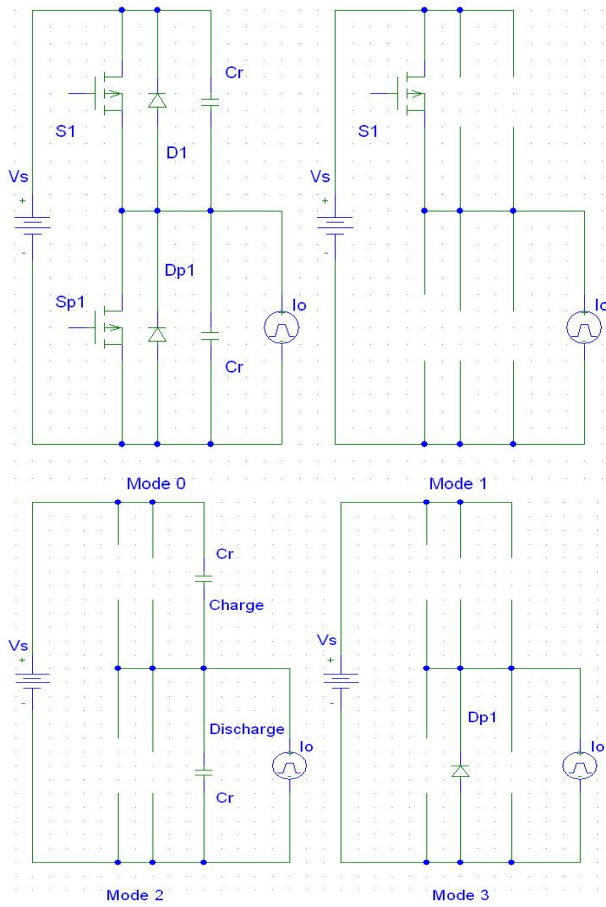 Cr
S1
D1
Vs
+
-
Dp1
Sp1
Io
+
-
Cr
Mode 0
S1
Vs
+
-
Io
+
-
Mode 1
Cr
Charge
Vs
+
-
Discharge
Io
+
-
Cr
Mode 2
Vs
+
-
Dp1
Io
+
-
Mode 3